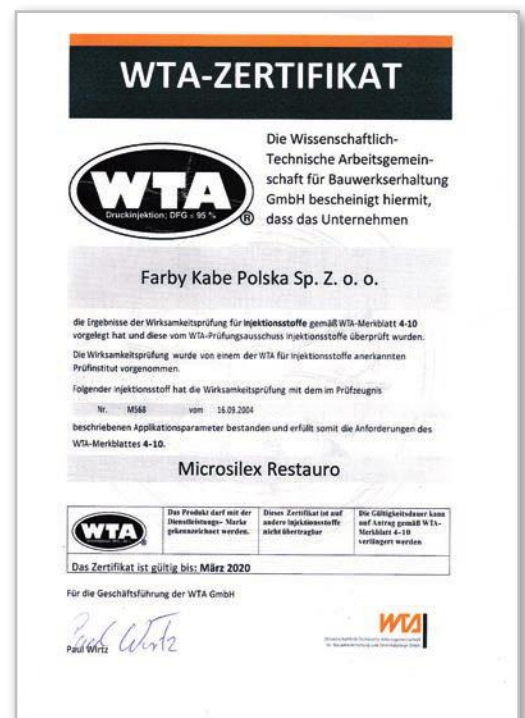 WTA-ZERTIFIKAT
WTA
Druckinjektion; DFG = 95 %
®
Die Wissenschaftlich-
Technische Arbeitsgemein-
schaft für Bauwerkserhaltung
GmbH bescheinigt hiermit,
dass das Unternehmen
Farby Kabe Polska Sp. Z. o. o.
die Ergebnisse der Wirksamkeitsprüfung für Injektionsstoffe gemäß WTA-Merkblatt 4-10
vorgelegt hat und diese vom WTA-Prüfungsausschuss Injektionsstoffe überprüft wurden.
Die Wirksamkeitsprüfung wurde von einem der WTA für Injektionsstoffe anerkannten
Prüfinstitut vorgenommen.
Folgender Injektionsstoff hat die Wirksamkeitsprüfung mit dem im Prüfzeugnis
Nr. M568 vom 16.09.2004
beschriebenen Applikationsparameter bestanden und erfüllt somit die Anforderungen des
WTA-Merkblattes 4-10.
Microsilex Restauro
WTA
®
Das Produkt darf mit der
Dienstleistungs- Marke
gekennzeichnet werden.
Dieses Zertifikat ist auf
andere Injektionsstoffe
nicht übertragbar
Die Gültigkeitsdauer kann
auf Antrag gemäß WTA-
Merkblatt 4-10
verlängert werden
Das Zertifikat ist gültig bis: März 2020
Für die Geschäftsführung der WTA GmbH
Paul Wirtz
Paul Wirtz
WTA